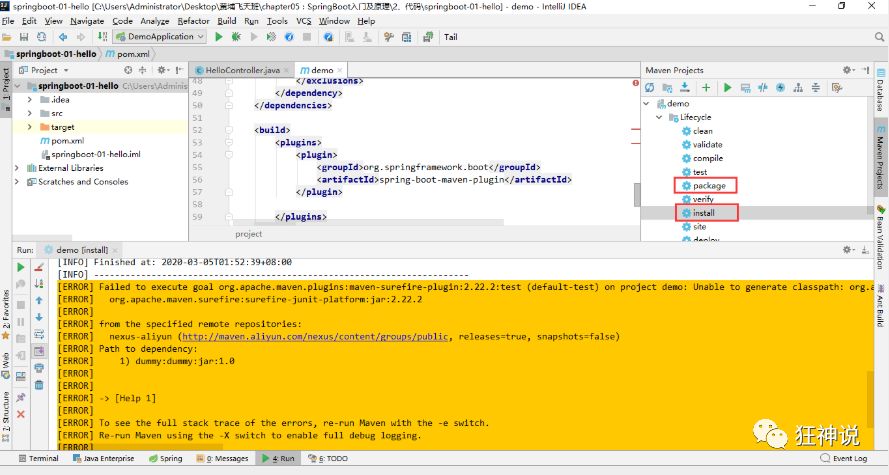 springboot-01-hello [C:\Users\Administrator\Desktop\黄埔飞天班\chapter05：SpringBoot入门及原理\2、代码\springboot-01-hello] - demo - IntelliJ IDEA
File Edit View Navigate Code Analyze Refactor Build Run Tools VCS Window Help
DemoApplication
Tail
springboot-01-hello
pom.xml
1: Project
Project
springboot-01-hello C:\Users\Adminis
.idea
src
target
pom.xml
springboot-01-hello.iml
External Libraries
Scratches and Consoles
HelloController.java
demo
48 </exclusions>
49 </dependency>
50 </dependencies>
51
52 <build>
53 <plugins>
54 <plugin>
55 <groupId>org.springframework.boot</groupId>
56 <artifactId>spring-boot-maven-plugin</artifactId>
57 </plugin>
58
59 </plugins>
project
Maven Projects
demo
Lifecycle
clean
validate
compile
test
package
verify
install
site
deploy
Database
Maven Projects
Bean Validation
Ant Build
Run: demo [install]
[INFO] Finished at: 2020-03-05T01:52:39+08:00
[INFO] ------------------------------------------------------------------------
[ERROR] Failed to execute goal org.apache.maven.plugins:maven-surefire-plugin:2.22.2:test (default-test) on project demo: Unable to generate classpath: org.a
[ERROR] org.apache.maven.surefire:surefire-junit-platform:jar:2.22.2
[ERROR]
[ERROR] from the specified remote repositories:
[ERROR] nexus-aliyun (http://maven.aliyun.com/nexus/content/groups/public, releases=true, snapshots=false)
[ERROR] Path to dependency:
[ERROR] 1) dummy:dummy:jar:1.0
[ERROR]
[ERROR]
[ERROR] -> [Help 1]
[ERROR]
[ERROR] To see the full stack trace of the errors, re-run Maven with the -e switch.
[ERROR] Re-run Maven using the -X switch to enable full debug logging.
[ERROR]
2: Favorites
Web
Z: Structure
狂神说
Terminal
Java Enterprise
Spring
0: Messages
4: Run
6: TODO
Event Log